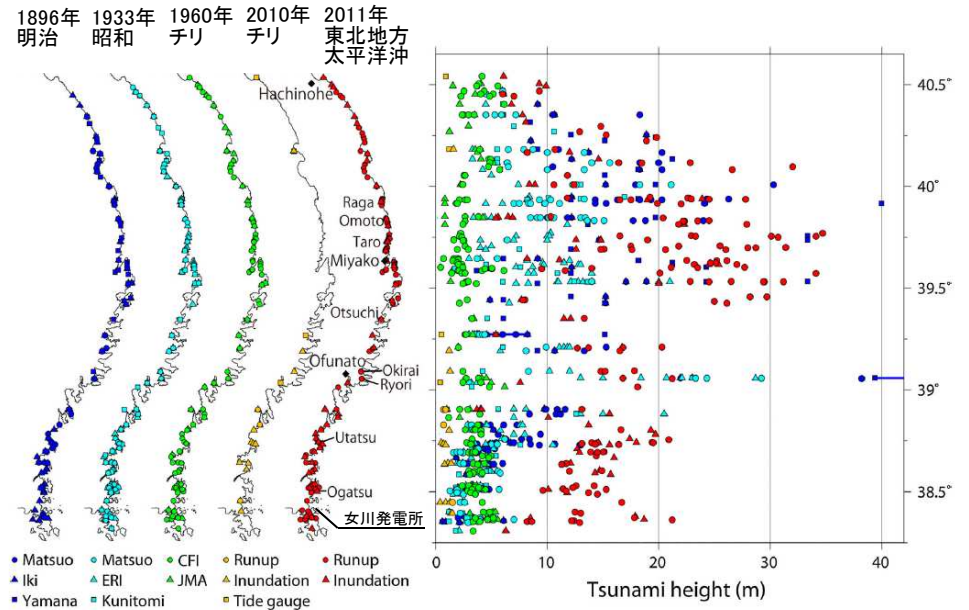 1896年 1933年 1960年 2010年 2011年
明治 昭和 チリ チリ 東北地方
太平洋沖
Hachinohe
Raga
Omoto
Taro
Miyako
Otsuchi
Ofunato
Okirai
Ryori
Utatsu
Ogatsu
女川発電所
40.5°
40°
39.5°
39°
38.5°
0 10 20 30 40
Tsunami height (m)
Matsuo Matsuo CFI Runup Runup
Iki ERI JMA Inundation Inundation
Yamana Kunitomi Tide gauge